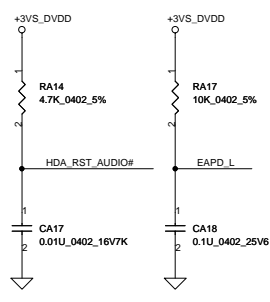 +3VS_DVDD
+3VS_DVDD
1
1
RA14
4.7K_0402_5%
RA17
10K_0402_5%
2
2
HDA_RST_AUDIO#
EAPD_L
1
1
CA17
0.01U_0402_16V7K
CA18
0.1U_0402_25V6
2
2